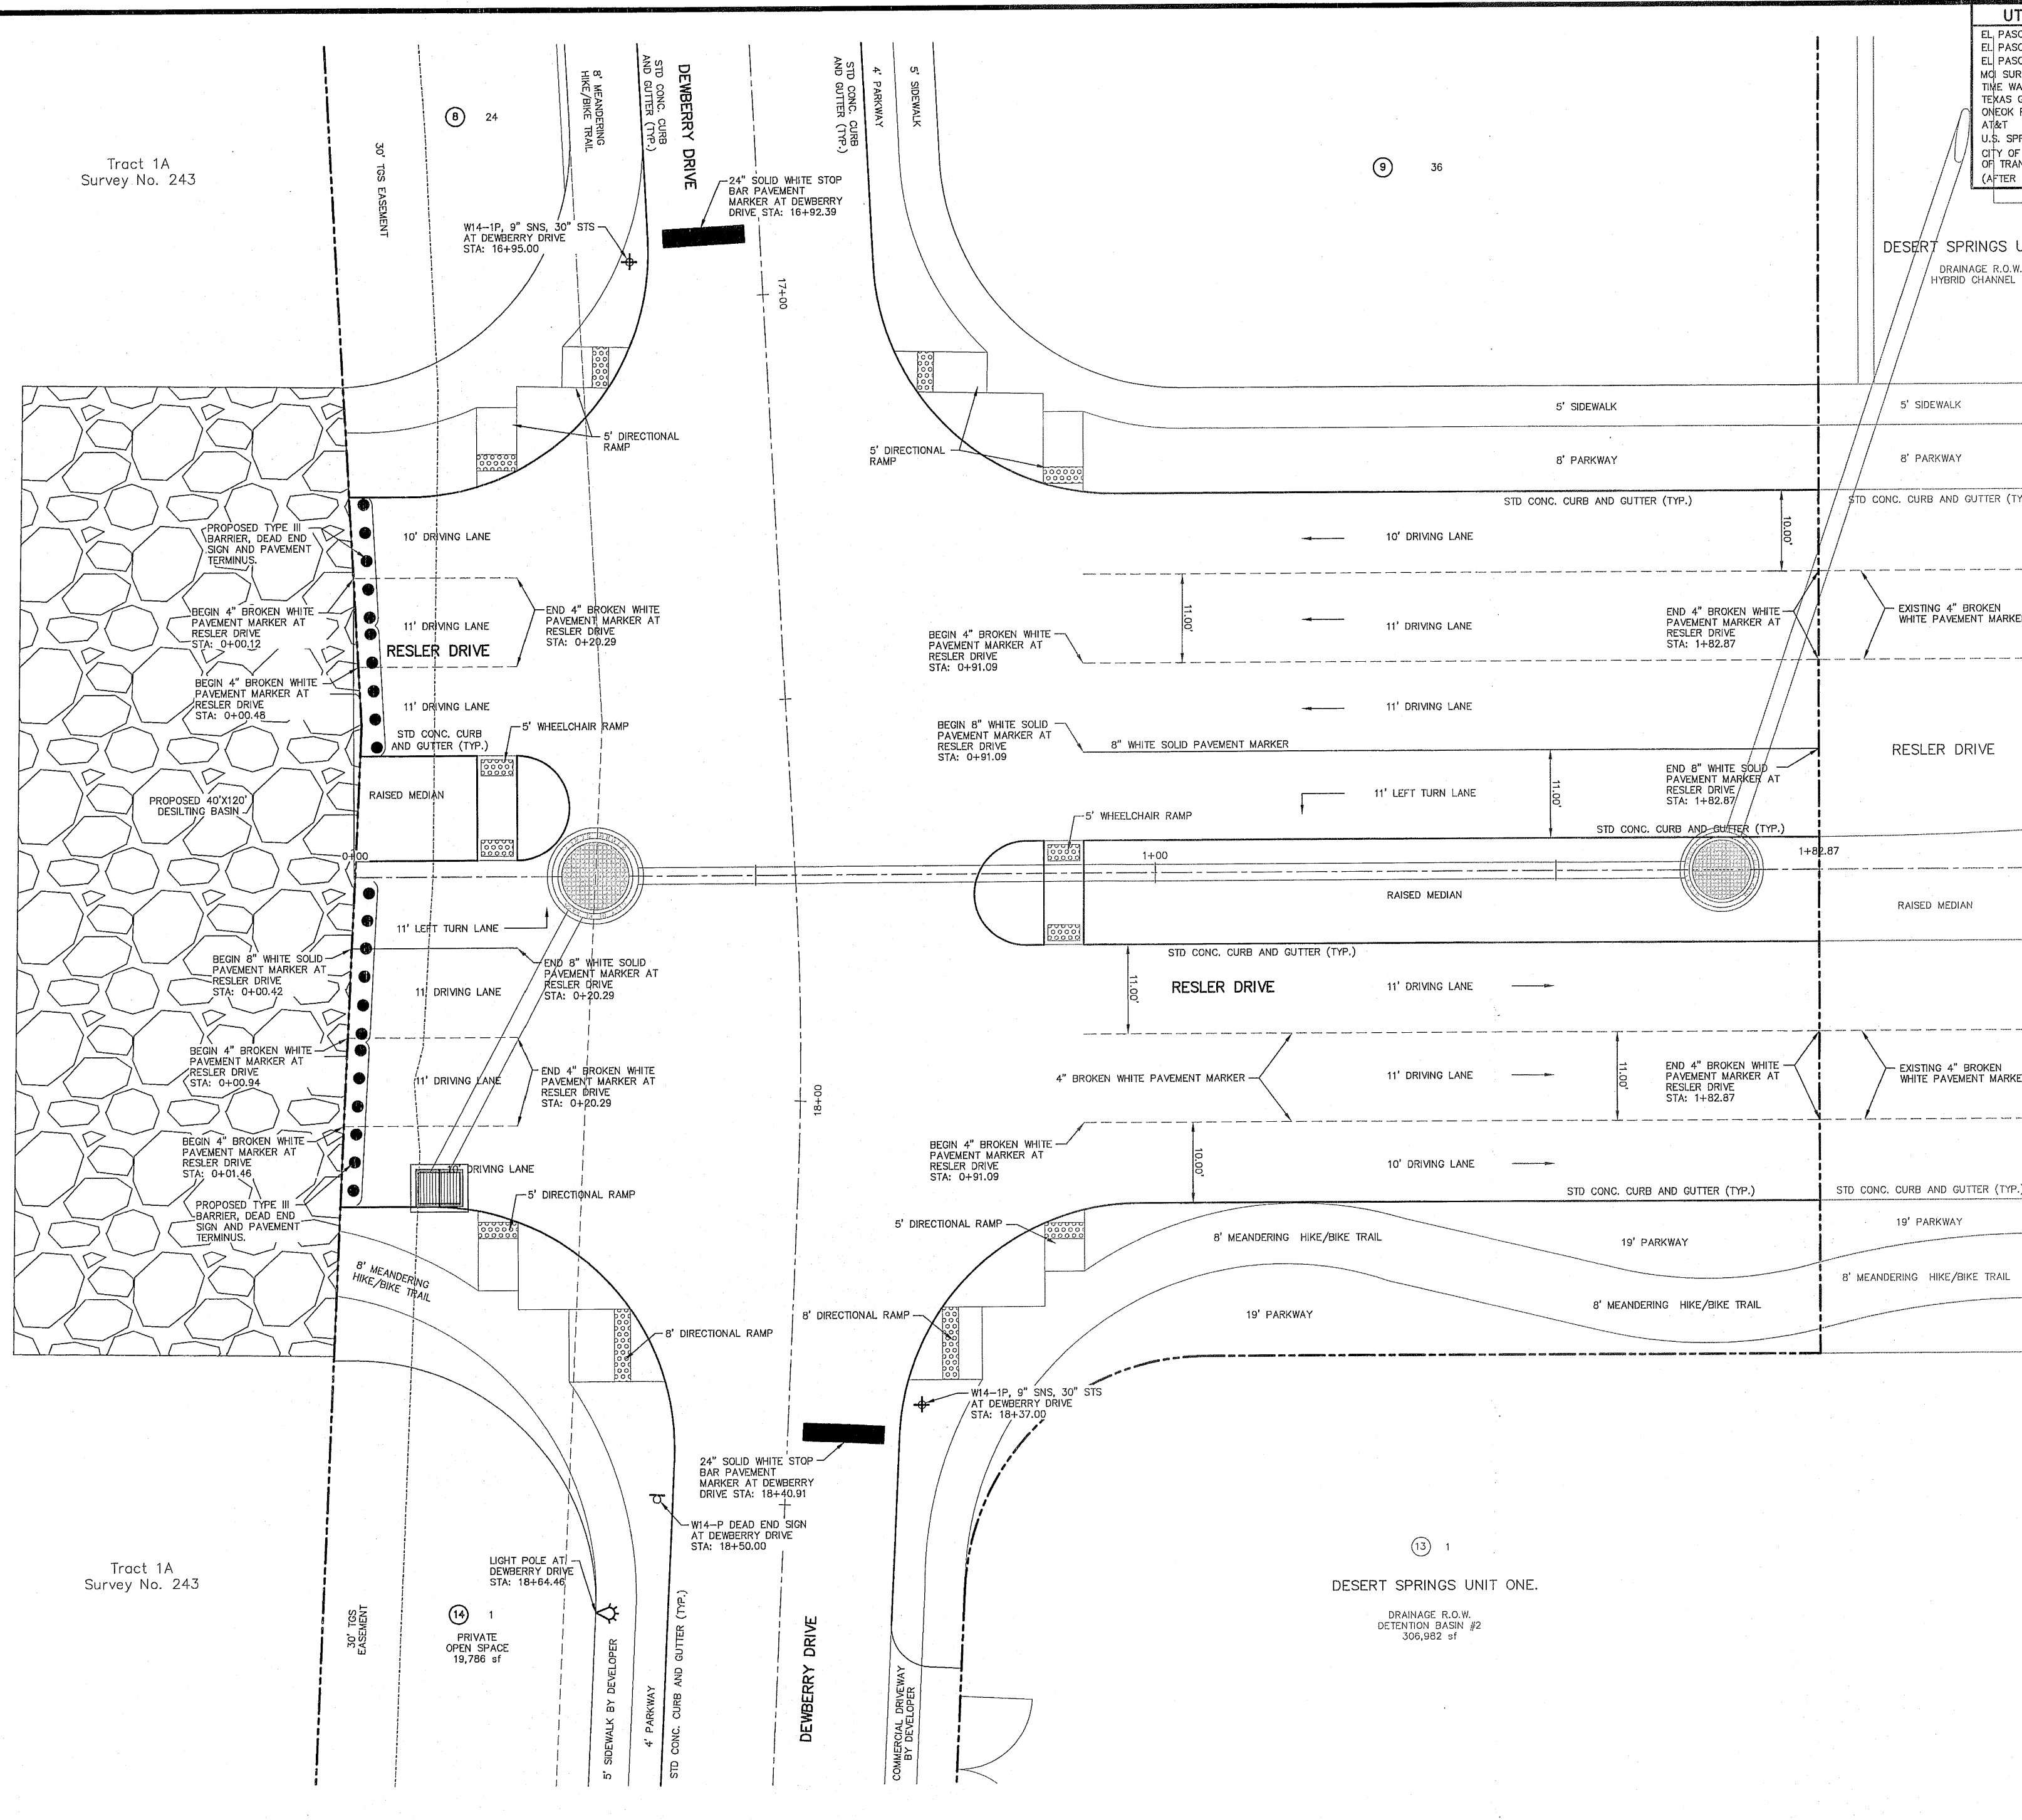 8' MEANDERING
HIKE/BIKE TRAIL
STD CONC. CURB
AND GUTTER (TYP.)
DEWBERRY DRIVE
STD CONC. CURB
AND GUTTER (TYP.)
4' PARKWAY
5' SIDEWALK
UT
EL PASO
EL PASO
EL PASO
MCI SUR
TIME WA
TEXAS G
ONEOK
AT&T
U.S. SPR
CITY OF
OF TRAN
(AFTER
8 24
30' TGS EASEMENT
Tract 1A
Survey No. 243
9 36
24" SOLID WHITE STOP
BAR PAVEMENT
MARKER AT DEWBERRY
DRIVE STA: 16+92.39
W14-1P, 9" SNS, 30" STS
AT DEWBERRY DRIVE
STA: 16+95.00
17+00
DESERT SPRINGS U
DRAINAGE R.O.W.
HYBRID CHANNEL
5' DIRECTIONAL
RAMP
5' DIRECTIONAL
RAMP
5' SIDEWALK
5' SIDEWALK
8' PARKWAY
8' PARKWAY
STD CONC. CURB AND GUTTER (TYP.)
STD CONC. CURB AND GUTTER (TY
PROPOSED TYPE III
BARRIER, DEAD END
SIGN AND PAVEMENT
TERMINUS.
10' DRIVING LANE
10' DRIVING LANE
10.00'
BEGIN 4" BROKEN WHITE
PAVEMENT MARKER AT
RESLER DRIVE
STA: 0+00.12
11' DRIVING LANE
RESLER DRIVE
END 4" BROKEN WHITE
PAVEMENT MARKER AT
RESLER DRIVE
STA: 0+20.29
BEGIN 4" BROKEN WHITE
PAVEMENT MARKER AT
RESLER DRIVE
STA: 0+91.09
11.00'
11' DRIVING LANE
END 4" BROKEN WHITE
PAVEMENT MARKER AT
RESLER DRIVE
STA: 1+82.87
EXISTING 4" BROKEN
WHITE PAVEMENT MARKE
BEGIN 4" BROKEN WHITE
PAVEMENT MARKER AT
RESLER DRIVE
STA: 0+00.48
11' DRIVING LANE
11' DRIVING LANE
STD CONC. CURB
AND GUTTER (TYP.)
5' WHEELCHAIR RAMP
BEGIN 8" WHITE SOLID
PAVEMENT MARKER AT
RESLER DRIVE
STA: 0+91.09
8" WHITE SOLID PAVEMENT MARKER
RESLER DRIVE
END 8" WHITE SOLID
PAVEMENT MARKER AT
RESLER DRIVE
STA: 1+82.87
RAISED MEDIAN
PROPOSED 40'X120'
DESILTING BASIN
11' LEFT TURN LANE
11.00'
5' WHEELCHAIR RAMP
STD CONC. CURB AND GUTTER (TYP.)
0+00
1+00
1+82.87
RAISED MEDIAN
RAISED MEDIAN
11' LEFT TURN LANE
BEGIN 8" WHITE SOLID
PAVEMENT MARKER AT
RESLER DRIVE
STA: 0+00.42
END 8" WHITE SOLID
PAVEMENT MARKER AT
RESLER DRIVE
STA: 0+20.29
11' DRIVING LANE
STD CONC. CURB AND GUTTER (TYP.)
11.00'
RESLER DRIVE
11' DRIVING LANE
BEGIN 4" BROKEN WHITE
PAVEMENT MARKER AT
RESLER DRIVE
STA: 0+00.94
11' DRIVING LANE
END 4" BROKEN WHITE
PAVEMENT MARKER AT
RESLER DRIVE
STA: 0+20.29
18+00
4" BROKEN WHITE PAVEMENT MARKER
11' DRIVING LANE
11.00'
END 4" BROKEN WHITE
PAVEMENT MARKER AT
RESLER DRIVE
STA: 1+82.87
EXISTING 4" BROKEN
WHITE PAVEMENT MARKE
BEGIN 4" BROKEN WHITE
PAVEMENT MARKER AT
RESLER DRIVE
STA: 0+01.46
10' DRIVING LANE
BEGIN 4" BROKEN WHITE
PAVEMENT MARKER AT
RESLER DRIVE
STA: 0+91.09
10.00'
10' DRIVING LANE
PROPOSED TYPE III
BARRIER, DEAD END
SIGN AND PAVEMENT
TERMINUS.
5' DIRECTIONAL RAMP
STD CONC. CURB AND GUTTER (TYP.)
STD CONC. CURB AND GUTTER (TYP.)
5' DIRECTIONAL RAMP
8' MEANDERING HIKE/BIKE TRAIL
19' PARKWAY
19' PARKWAY
8' MEANDERING
HIKE/BIKE TRAIL
8' MEANDERING HIKE/BIKE TRAIL
8' MEANDERING HIKE/BIKE TRAIL
8' DIRECTIONAL RAMP
8' DIRECTIONAL RAMP
19' PARKWAY
W14-1P, 9" SNS, 30" STS
AT DEWBERRY DRIVE
STA: 18+37.00
24" SOLID WHITE STOP
BAR PAVEMENT
MARKER AT DEWBERRY
DRIVE STA: 18+40.91
W14-P DEAD END SIGN
AT DEWBERRY DRIVE
STA: 18+50.00
LIGHT POLE AT
DEWBERRY DRIVE
STA: 18+64.46
Tract 1A
Survey No. 243
13 1
DESERT SPRINGS UNIT ONE.
DRAINAGE R.O.W.
DETENTION BASIN #2
306,982 sf
30' TGS
EASEMENT
14 1
PRIVATE
OPEN SPACE
19,786 sf
5' SIDEWALK BY DEVELOPER
4' PARKWAY
STD CONC. CURB AND GUTTER (TYP.)
DEWBERRY DRIVE
COMMERCIAL DRIVEWAY
BY DEVELOPER